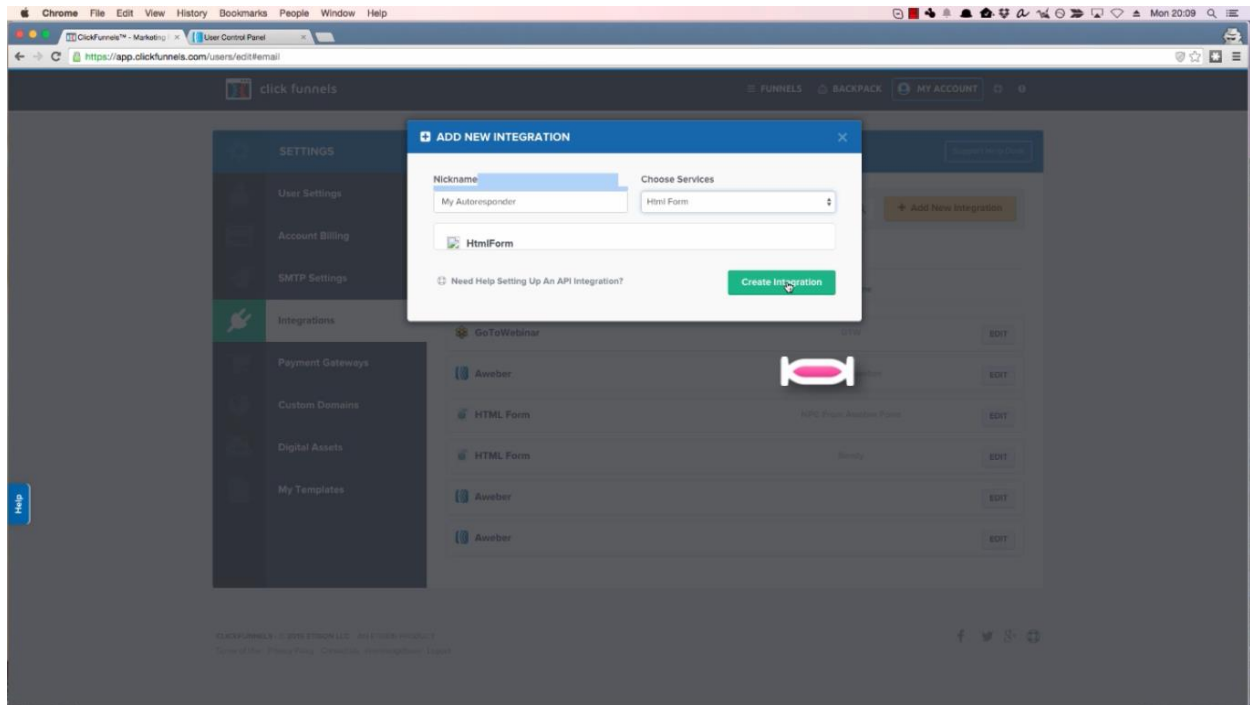 Chrome File Edit View History Bookmarks People Window Help Mon 20:09
ClickFunnels™ - Marketing User Control Panel
https://app.clickfunnels.com/users/edit#email
click funnels FUNNELS BACKPACK MY ACCOUNT
SETTINGS
ADD NEW INTEGRATION
Nickname Choose Services
My Autoresponder Html Form
HtmlForm
Need Help Setting Up An API Integration? Create Integration
User Settings
+ Add New Integration
Account Billing
SMTP Settings
Integrations
GoToWebinar GTW EDIT
Payment Gateways
Aweber EDIT
Custom Domains
HTML Form EDIT
Digital Assets
HTML Form EDIT
My Templates
Aweber EDIT
Aweber EDIT
Help